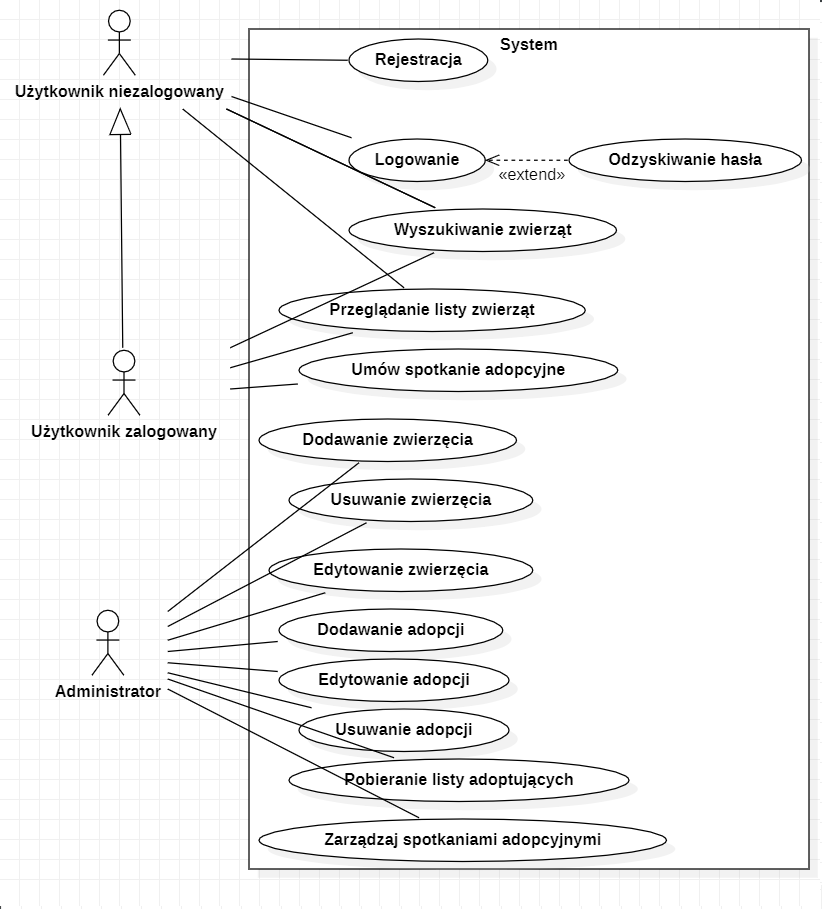 System
Rejestracja
Użytkownik niezalogowany
Logowanie
Odzyskiwanie hasła
«extend»
Wyszukiwanie zwierząt
Przeglądanie listy zwierząt
Umów spotkanie adopcyjne
Użytkownik zalogowany
Dodawanie zwierzęcia
Usuwanie zwierzęcia
Edytowanie zwierzęcia
Dodawanie adopcji
Edytowanie adopcji
Administrator
Usuwanie adopcji
Pobieranie listy adoptujących
Zarządzaj spotkaniami adopcyjnymi